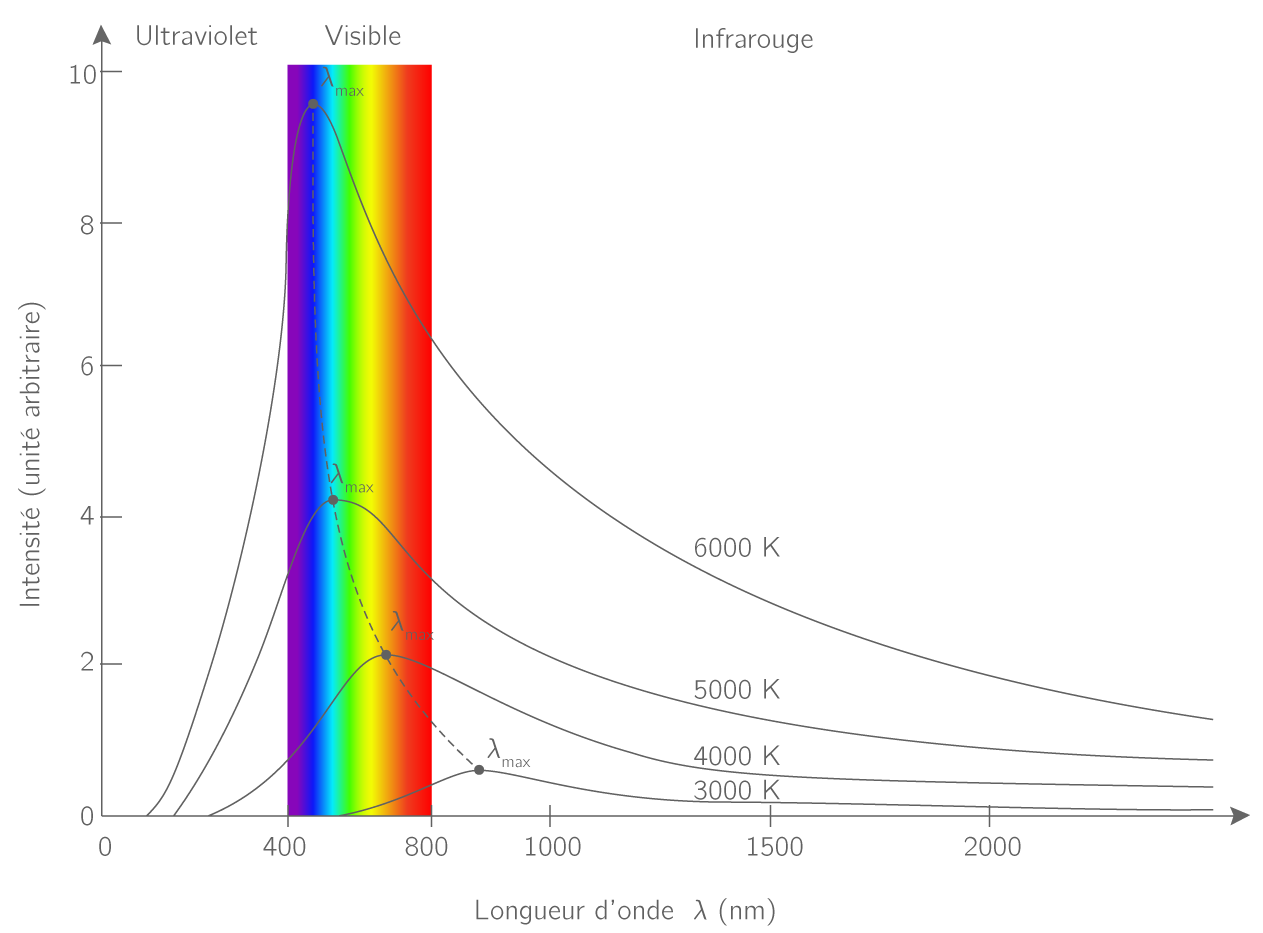 Ultraviolet
Visible
Infrarouge
10
8
6
4
2
0
Intensité (unité arbitraire)
λmax
λmax
λmax
λmax
6000 K
5000 K
4000 K
3000 K
0
400
800
1000
1500
2000
Longueur d'onde λ (nm)